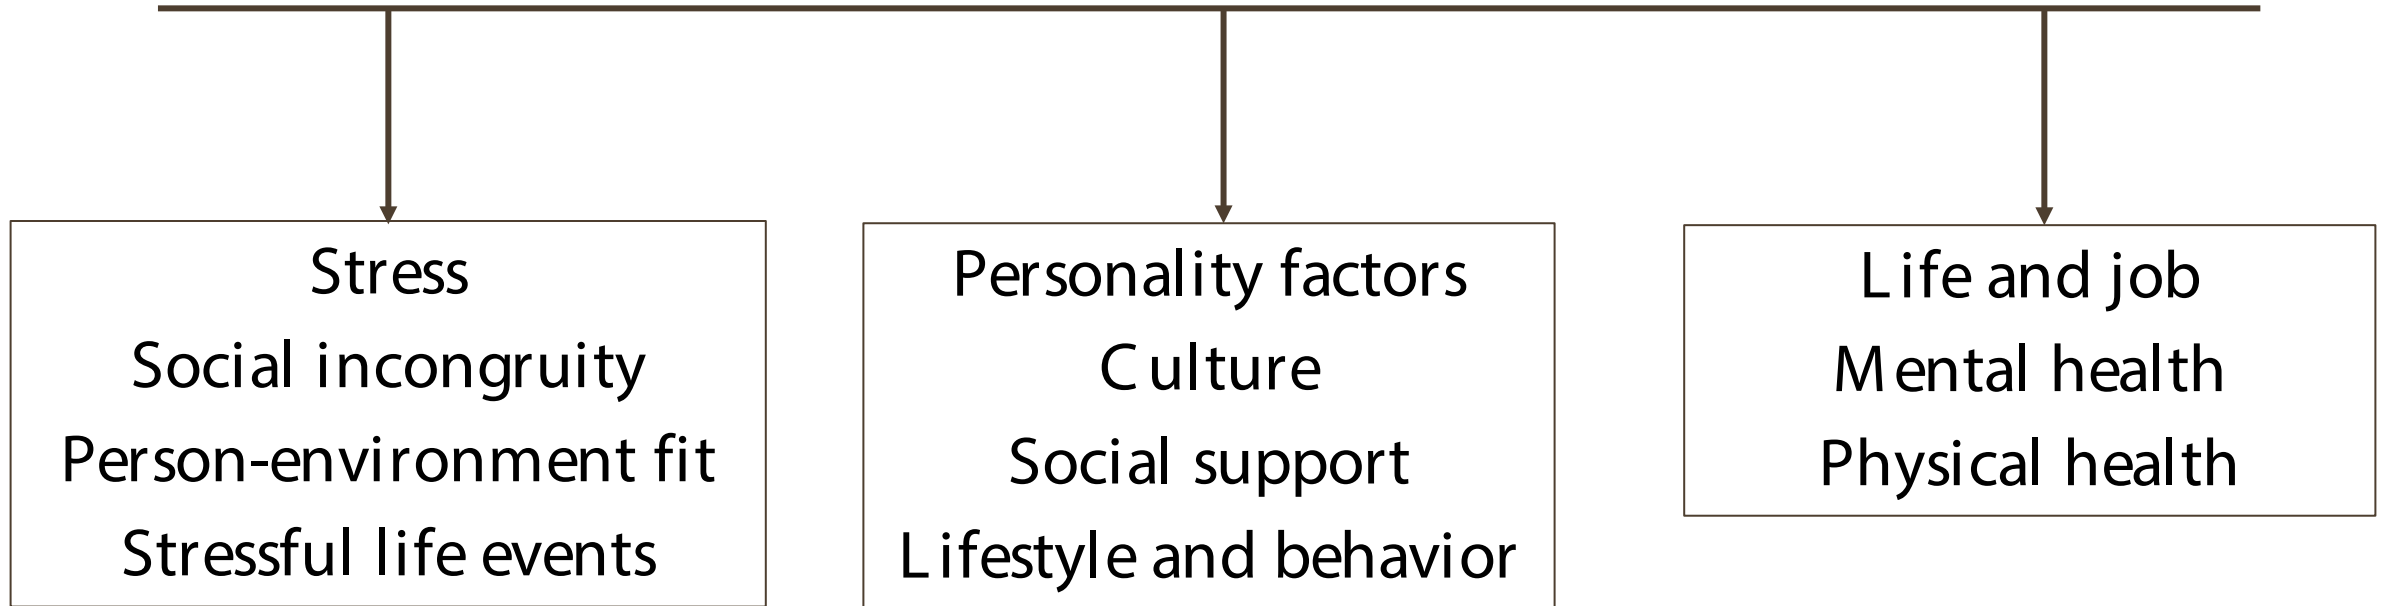 Stress
Social incongruity
Person-environment fit
Stressful life events
Personality factors
Culture
Social support
Lifestyle and behavior
Life and job
Mental health
Physical health